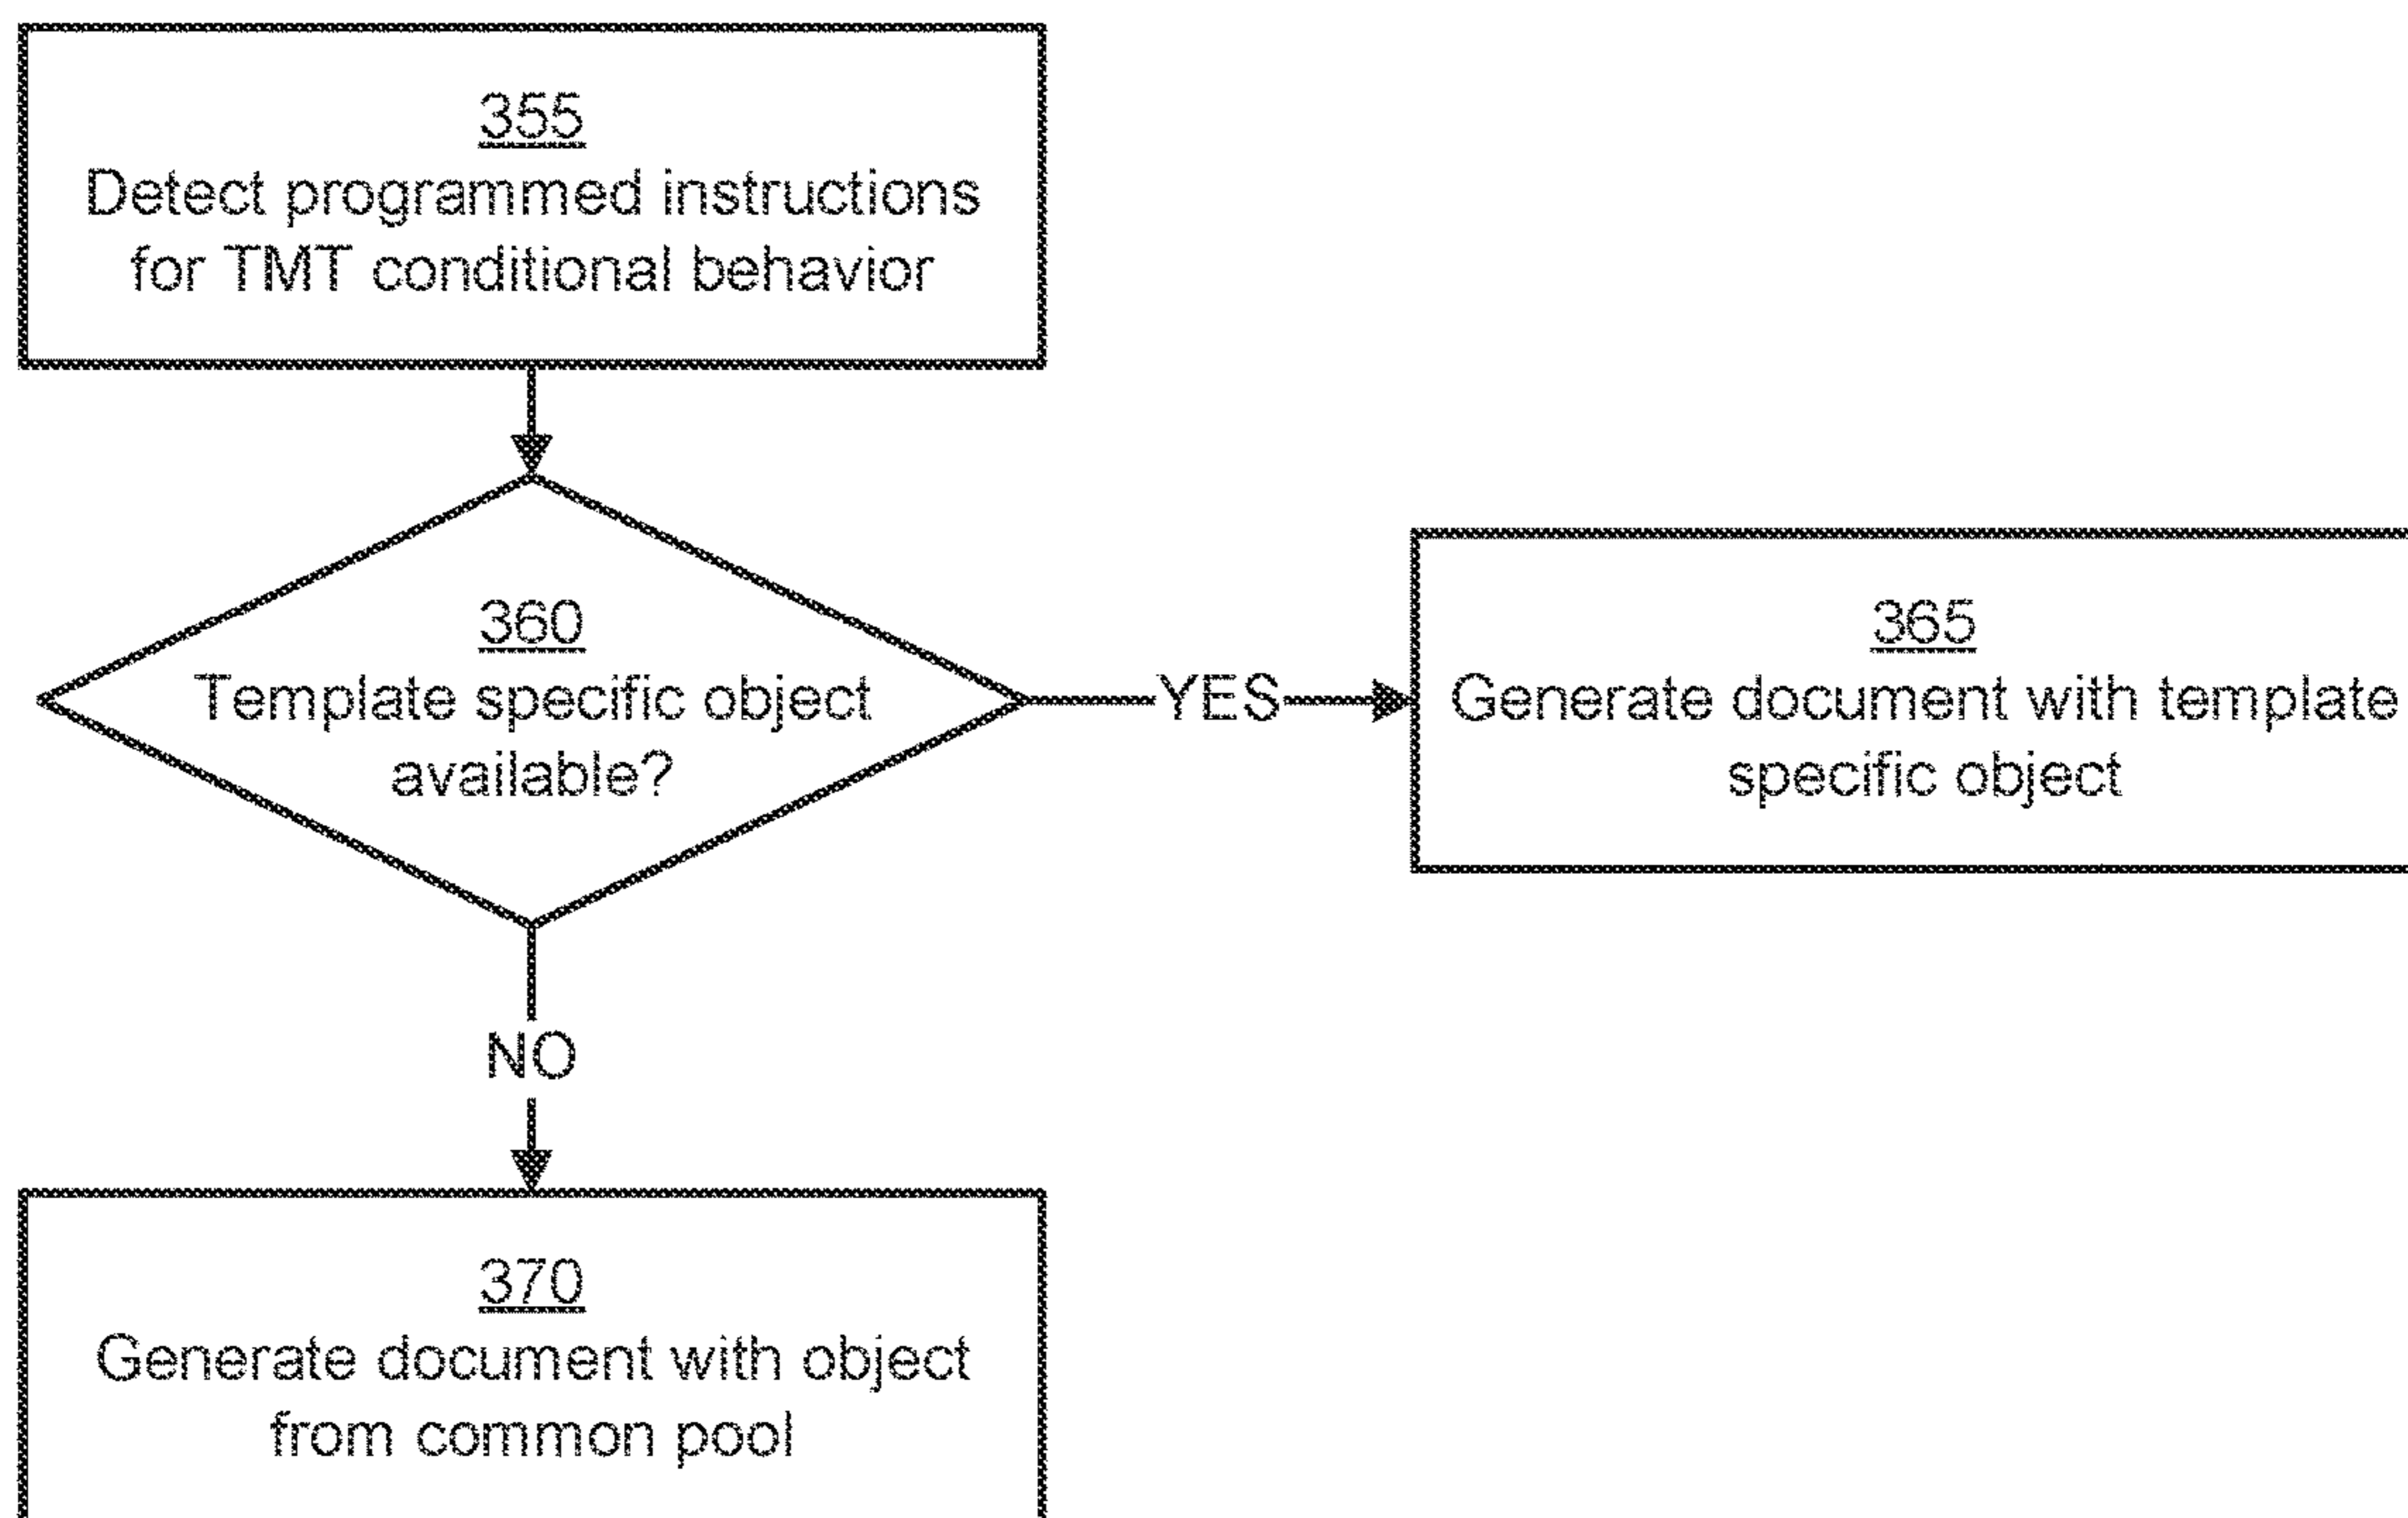 355
Detect programmed instructions
for TMT conditional behavior
360
Template specific object
available?
YES
365
Generate document with template
specific object
NO
370
Generate document with object
from common pool